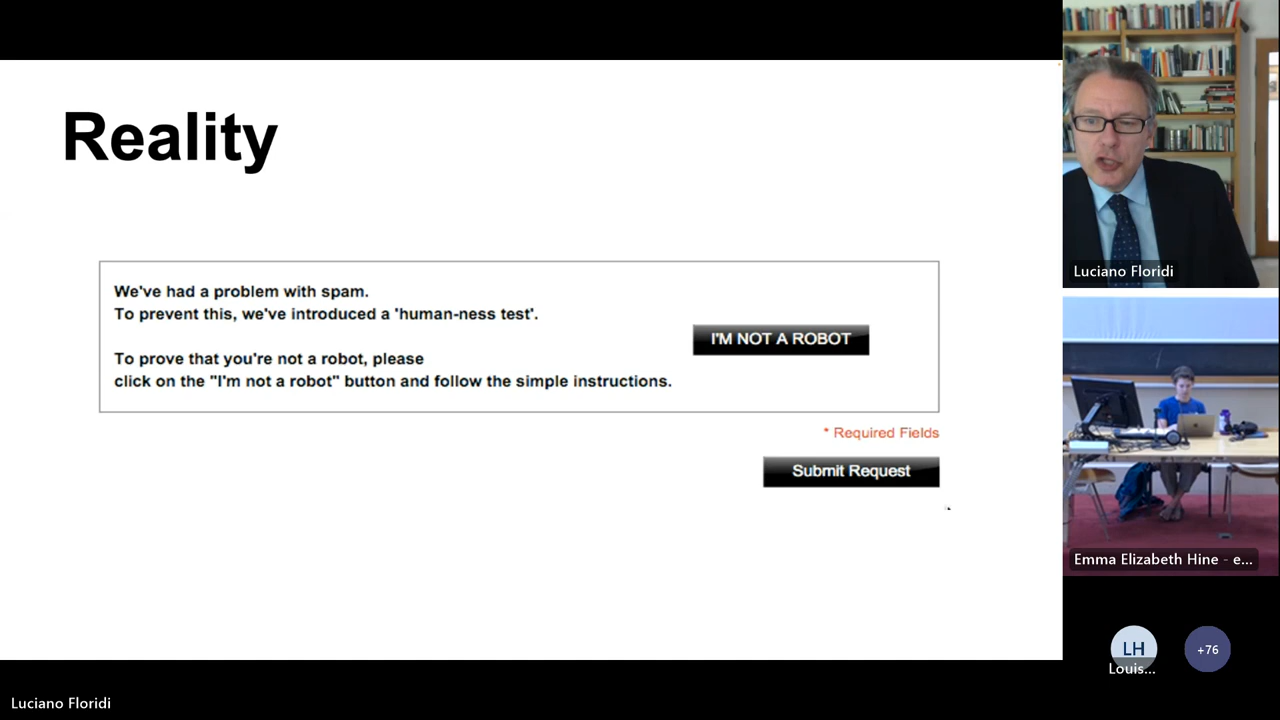 Reality
We've had a problem with spam.
To prevent this, we've introduced a 'human-ness test'.
To prove that you're not a robot, please
click on the "I'm not a robot" button and follow the simple instructions.
I'M NOT A ROBOT
* Required Fields
Submit Request
Luciano Floridi
Emma Elizabeth Hine - e...
LH
Louis...
+76
Luciano Floridi